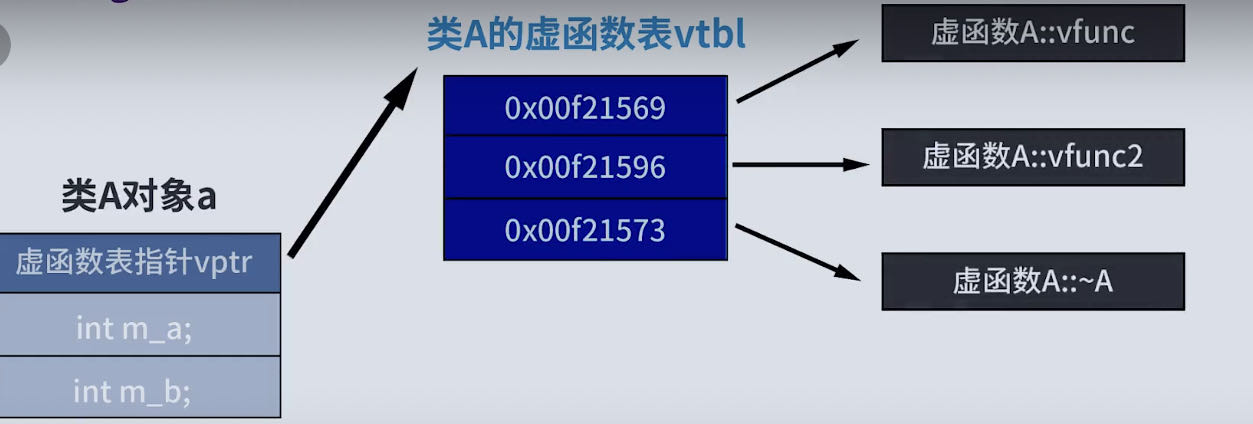 类A的虚函数表vtbl
虚函数A::vfunc
0x00f21569
0x00f21596
虚函数A::vfunc2
0x00f21573
类A对象a
虚函数表指针vptr
虚函数A::~A
int m_a;
int m_b;